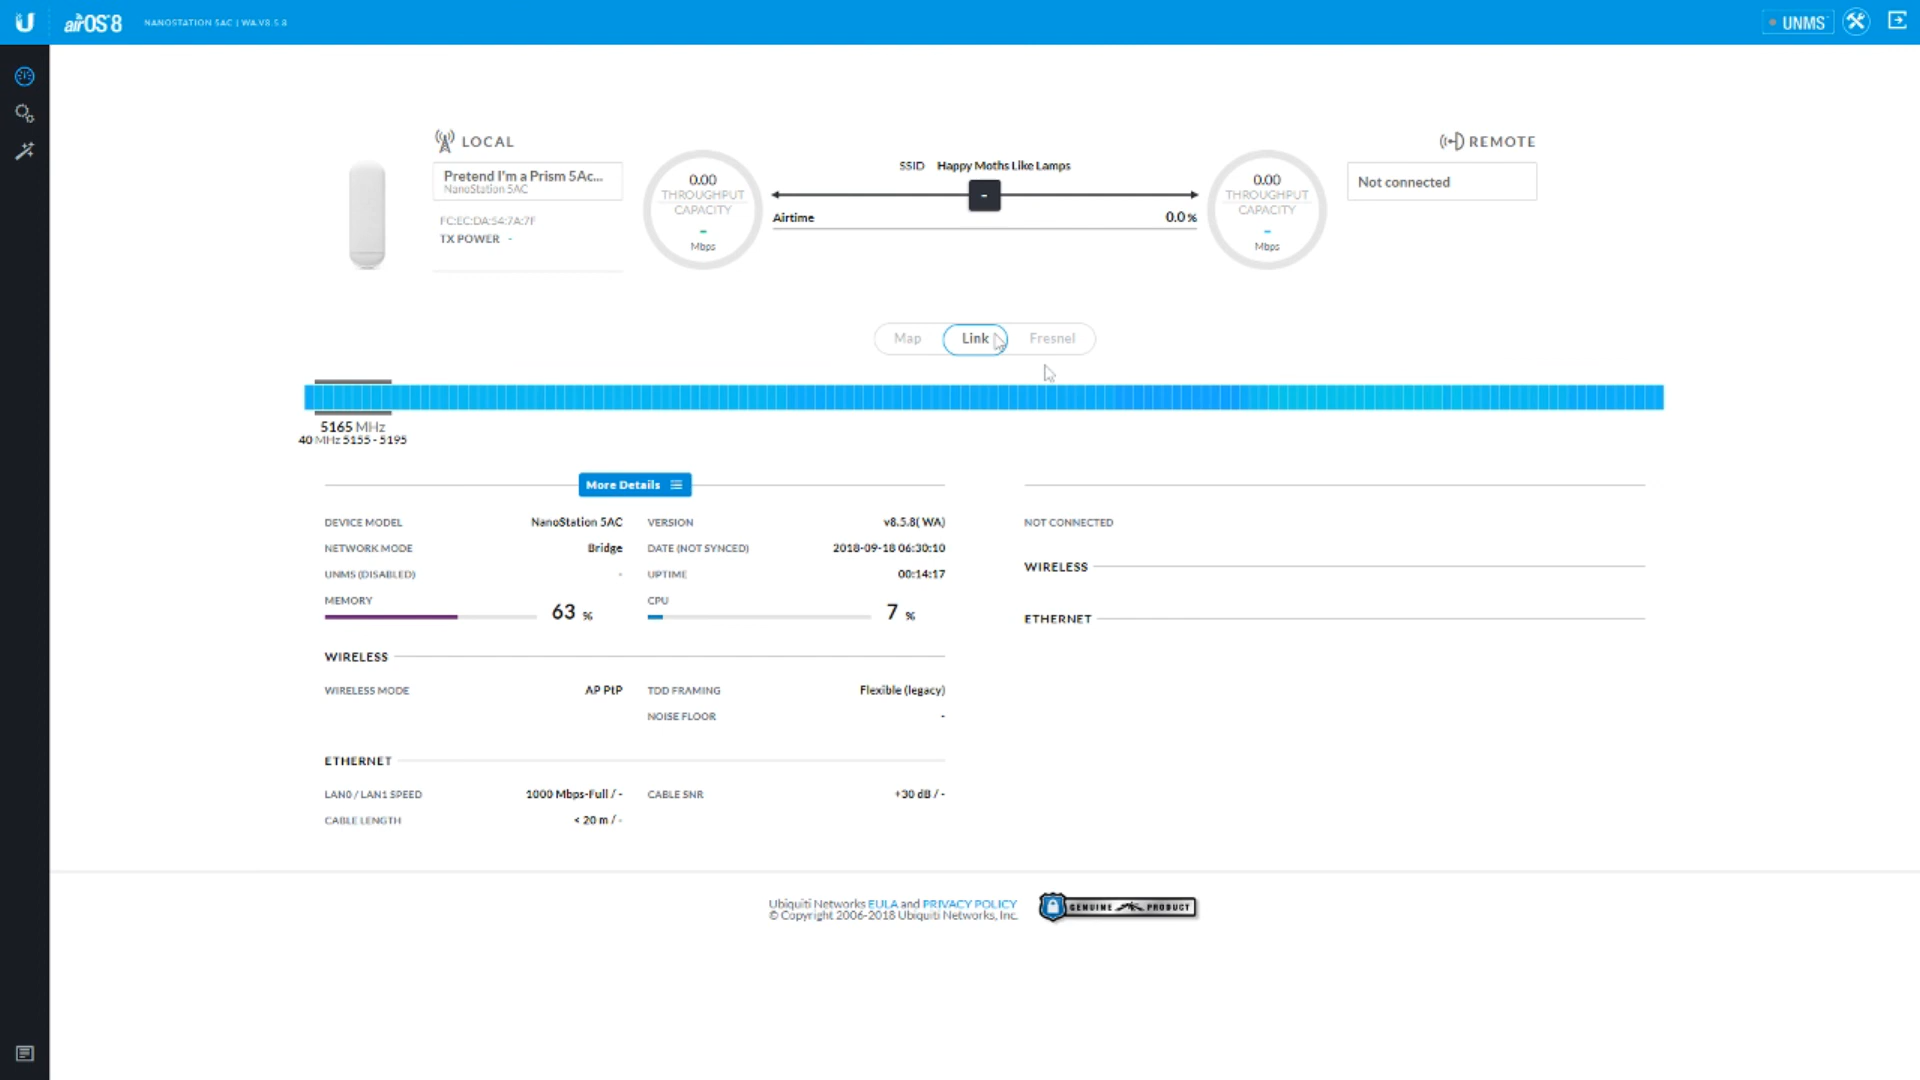 airOS 8 NANOSTATION 5AC | WA.V8.5.8 UNMS
LOCAL
REMOTE
Pretend I'm a Prism 5Ac...
NanoStation 5AC
FC:EC:DA:54:7A:7F
TX POWER -
0.00
THROUGHPUT
CAPACITY
-
Mbps
SSID Happy Moths Like Lamps
-
Airtime 0.0 %
0.00
THROUGHPUT
CAPACITY
-
Mbps
Not connected
Map Link Fresnel
5165 MHz
40 MHz 5155 - 5195
More Details
DEVICE MODEL NanoStation 5AC VERSION v8.5.8( WA)
NETWORK MODE Bridge DATE (NOT SYNCED) 2018-09-18 06:30:10
UNMS (DISABLED) - UPTIME 00:14:17
MEMORY 63 % CPU 7 %
WIRELESS
WIRELESS MODE AP PtP TDD FRAMING Flexible (legacy)
NOISE FLOOR -
ETHERNET
LAN0 / LAN1 SPEED 1000 Mbps-Full / - CABLE SNR +30 dB / -
CABLE LENGTH < 20 m / -
NOT CONNECTED
WIRELESS
ETHERNET
Ubiquiti Networks EULA and PRIVACY POLICY
© Copyright 2006-2018 Ubiquiti Networks, Inc.
GENUINE PRODUCT